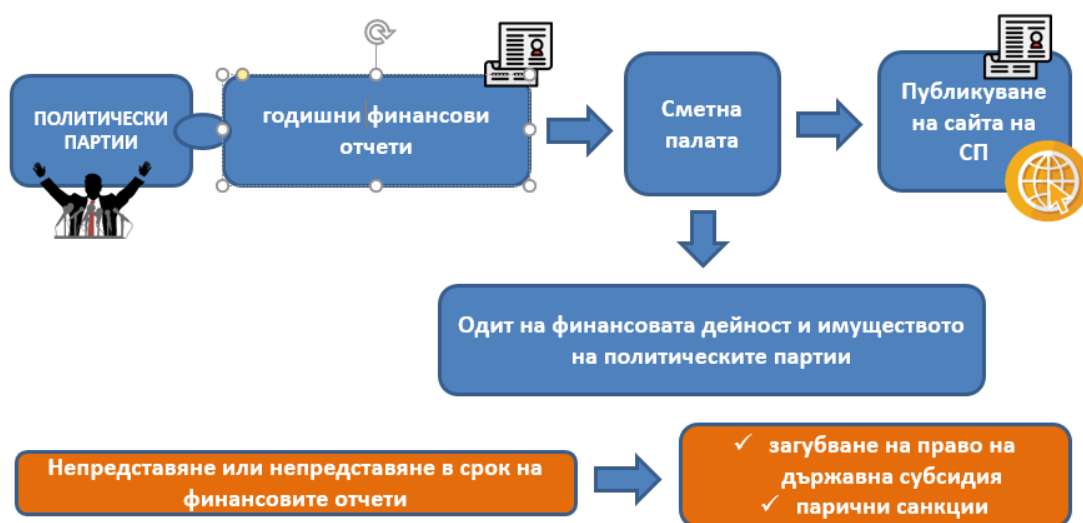 ПОЛИТИЧЕСКИ
ПАРТИИ
годишни финансови
отчети
Сметна
палата
Публикуване
на сайта на
СП
Одит на финансовата дейност и имуществото
на политическите партии
Непредставяне или непредставяне в срок на
финансовите отчети
✓ загубване на право на
държавна субсидия
✓ парични санкции